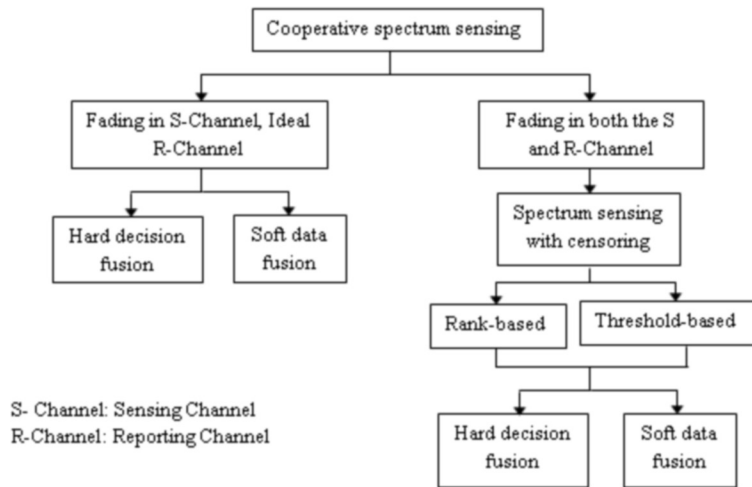 Cooperative spectrum sensing
Fading in S-Channel, Ideal
R-Channel
Fading in both the S
and R-Channel
Hard decision
fusion
Soft data
fusion
Spectrum sensing
with censoring
Rank-based
Threshold-based
Hard decision
fusion
Soft data
fusion
S- Channel: Sensing Channel
R-Channel: Reporting Channel